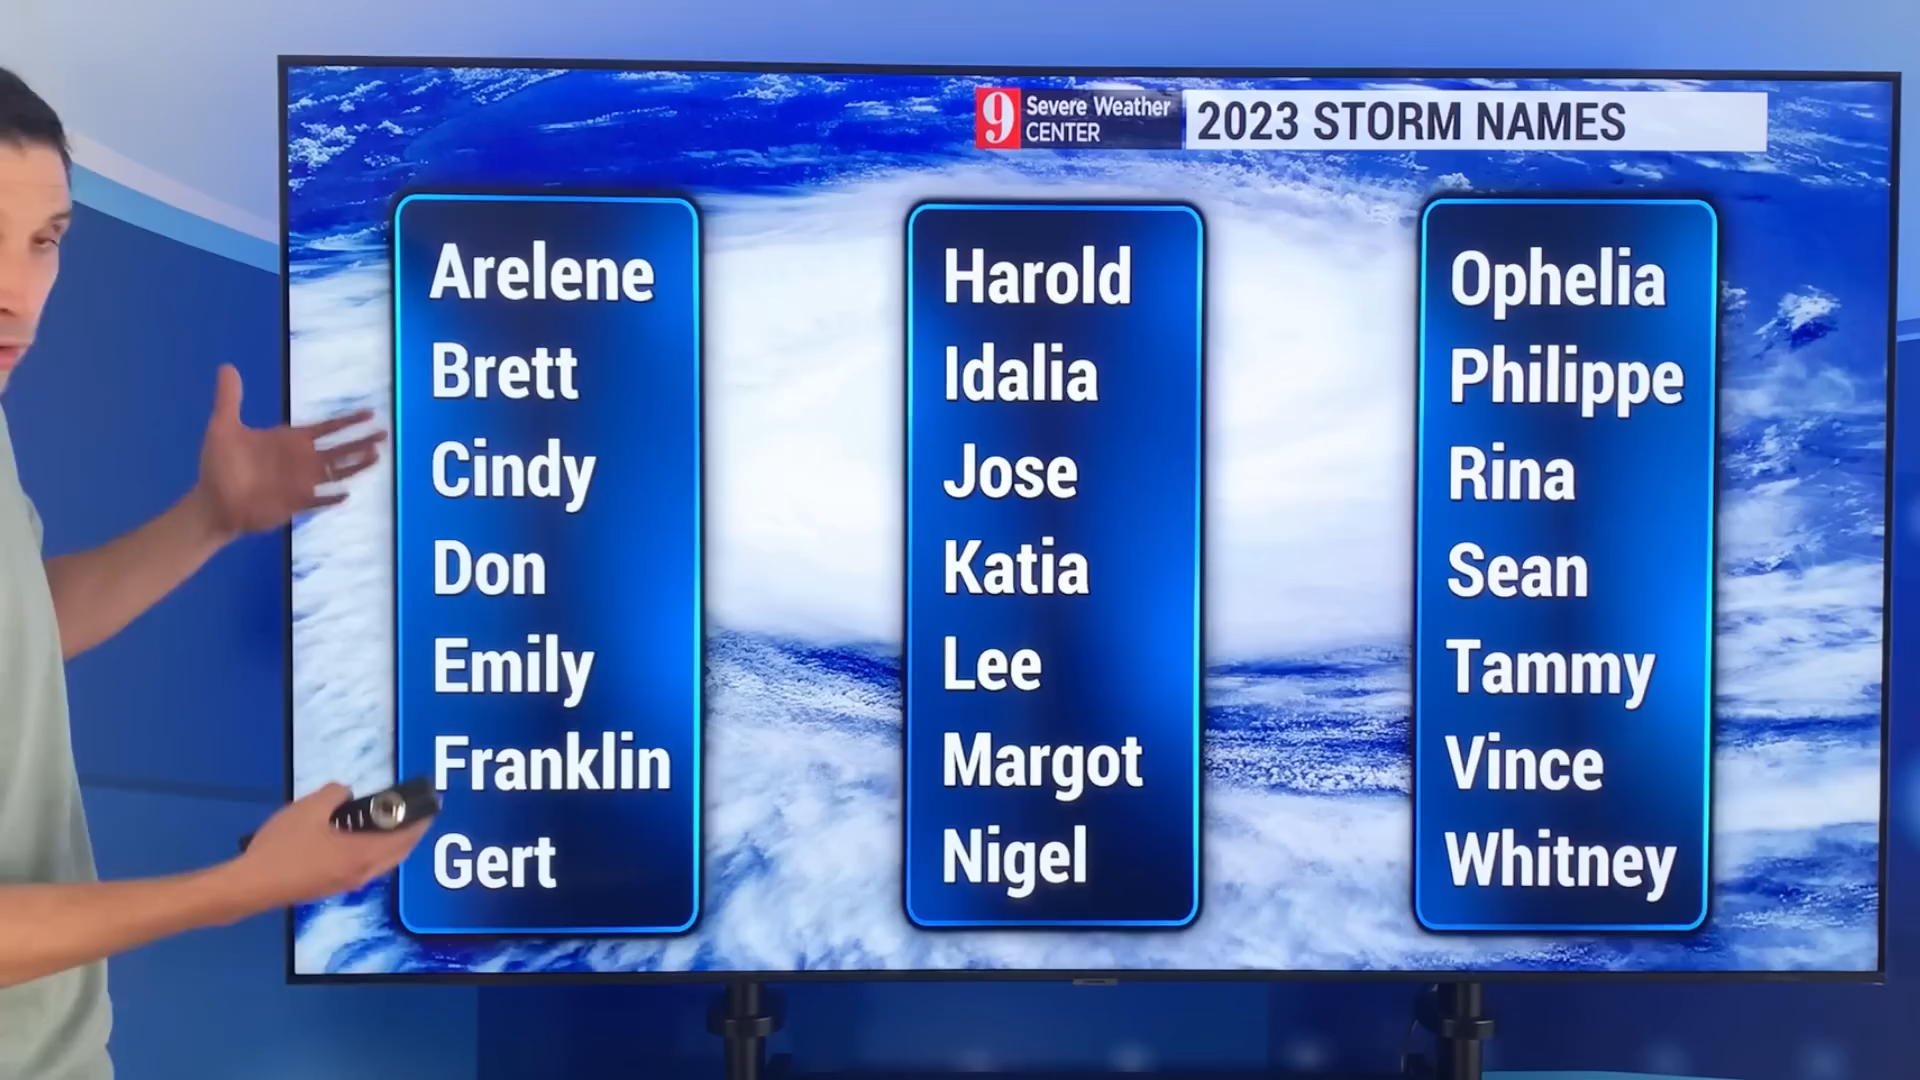 9 Severe Weather CENTER
2023 STORM NAMES
Arelene
Brett
Cindy
Don
Emily
Franklin
Gert
Harold
Idalia
Jose
Katia
Lee
Margot
Nigel
Ophelia
Philippe
Rina
Sean
Tammy
Vince
Whitney